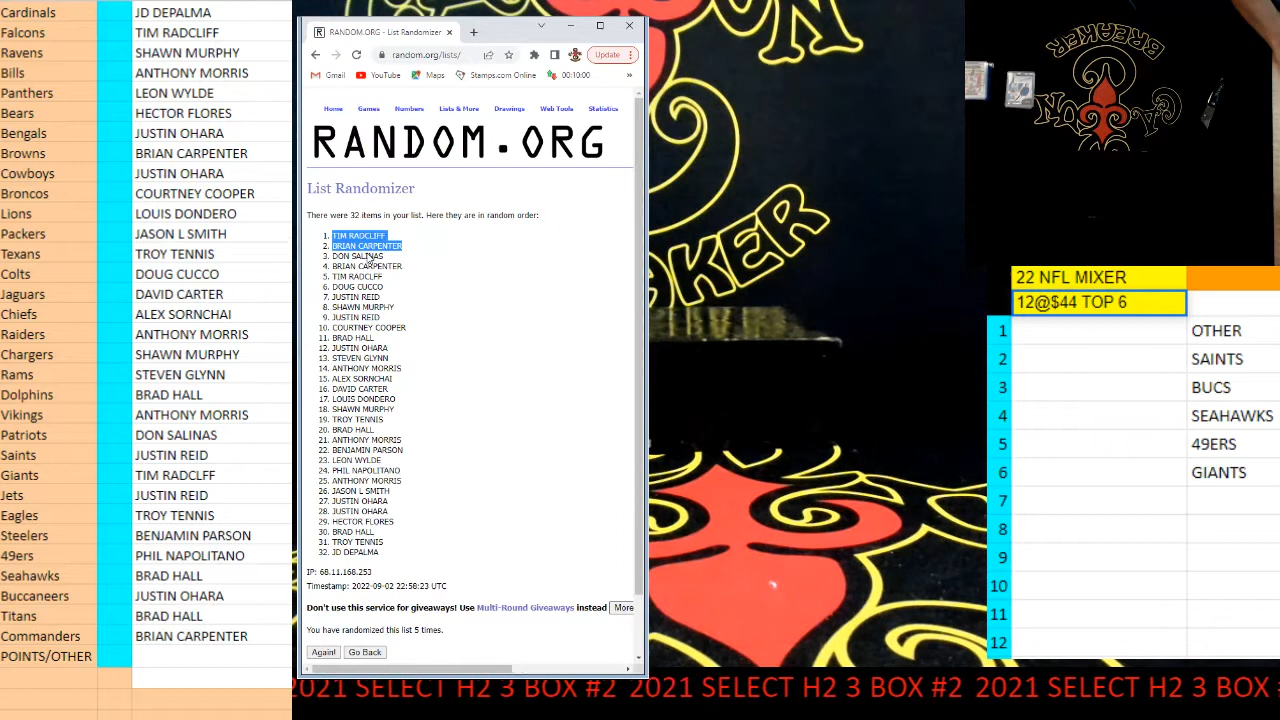 Cardinals JD DEPALMA
Falcons TIM RADCLIFF
Ravens SHAWN MURPHY
Bills ANTHONY MORRIS
Panthers LEON WYLDE
Bears HECTOR FLORES
Bengals JUSTIN OHARA
Browns BRIAN CARPENTER
Cowboys JUSTIN OHARA
Broncos COURTNEY COOPER
Lions LOUIS DONDERO
Packers JASON L SMITH
Texans TROY TENNIS
Colts DOUG CUCCO
Jaguars DAVID CARTER
Chiefs ALEX SORNCHAI
Raiders ANTHONY MORRIS
Chargers SHAWN MURPHY
Rams STEVEN GLYNN
Dolphins BRAD HALL
Vikings ANTHONY MORRIS
Patriots DON SALINAS
Saints JUSTIN REID
Giants TIM RADCLFF
Jets JUSTIN REID
Eagles TROY TENNIS
Steelers BENJAMIN PARSON
49ers PHIL NAPOLITANO
Seahawks BRAD HALL
Buccaneers JUSTIN OHARA
Titans BRAD HALL
Commanders BRIAN CARPENTER
POINTS/OTHER
RANDOM.ORG - List Randomizer
random.org/lists/
Update
Gmail YouTube Maps Stamps.com Online 00:10:00 »
Home Games Numbers Lists & More Drawings Web Tools Statistics
RANDOM.ORG
List Randomizer
There were 32 items in your list. Here they are in random order:
1. TIM RADCLIFF
2. BRIAN CARPENTER
3. DON SALINAS
4. BRIAN CARPENTER
5. TIM RADCLFF
6. DOUG CUCCO
7. JUSTIN REID
8. SHAWN MURPHY
9. JUSTIN REID
10. COURTNEY COOPER
11. BRAD HALL
12. JUSTIN OHARA
13. STEVEN GLYNN
14. ANTHONY MORRIS
15. ALEX SORNCHAI
16. DAVID CARTER
17. LOUIS DONDERO
18. SHAWN MURPHY
19. TROY TENNIS
20. BRAD HALL
21. ANTHONY MORRIS
22. BENJAMIN PARSON
23. LEON WYLDE
24. PHIL NAPOLITANO
25. ANTHONY MORRIS
26. JASON L SMITH
27. JUSTIN OHARA
28. JUSTIN OHARA
29. HECTOR FLORES
30. BRAD HALL
31. TROY TENNIS
32. JD DEPALMA
IP: 68.11.168.253
Timestamp: 2022-09-02 22:58:23 UTC
Don't use this service for giveaways! Use Multi-Round Giveaways instead More
You have randomized this list 5 times.
Again! Go Back
BREAKER
22 NFL MIXER
12@$44 TOP 6
1 OTHER
2 SAINTS
3 BUCS
4 SEAHAWKS
5 49ERS
6 GIANTS
7
8
9
10
11
12
2021 SELECT H2 3 BOX #2 2021 SELECT H2 3 BOX #2 2021 SELECT H2 3 BOX #2